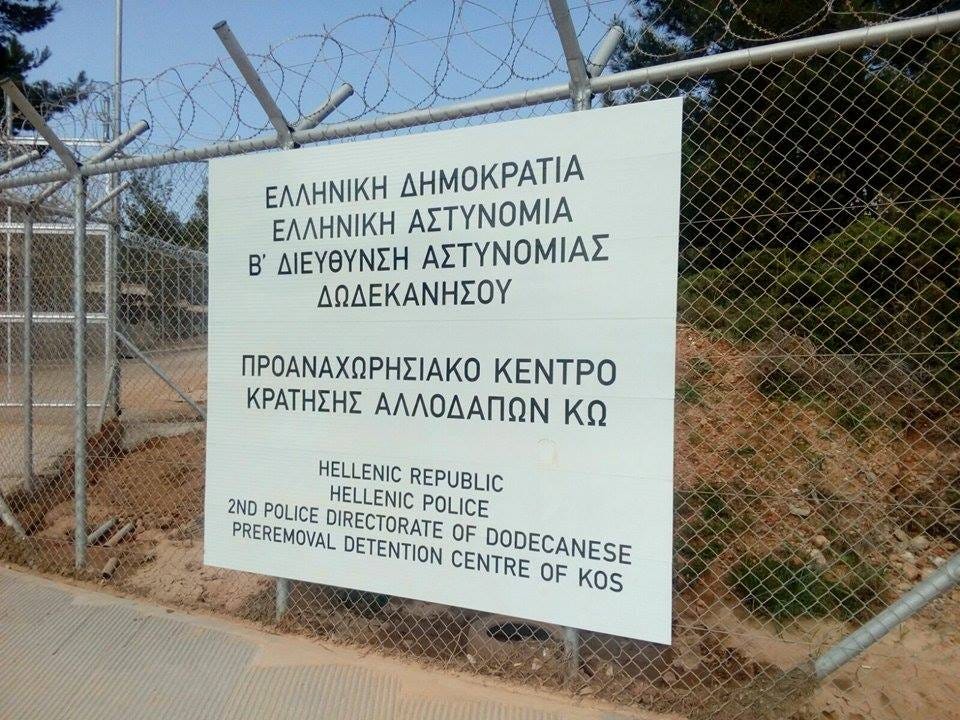 ΕΛΛΗΝΙΚΗ ΔΗΜΟΚΡΑΤΙΑ
ΕΛΛΗΝΙΚΗ ΑΣΤΥΝΟΜΙΑ
Β' ΔΙΕΥΘΥΝΣΗ ΑΣΤΥΝΟΜΙΑΣ
ΔΩΔΕΚΑΝΗΣΟΥ
ΠΡΟΑΝΑΧΩΡΗΣΙΑΚΟ ΚΕΝΤΡΟ
ΚΡΑΤΗΣΗΣ ΑΛΛΟΔΑΠΩΝ ΚΩ
HELLENIC REPUBLIC
HELLENIC POLICE
2ND POLICE DIRECTORATE OF DODECANESE
PREREMOVAL DETENTION CENTRE OF KOS